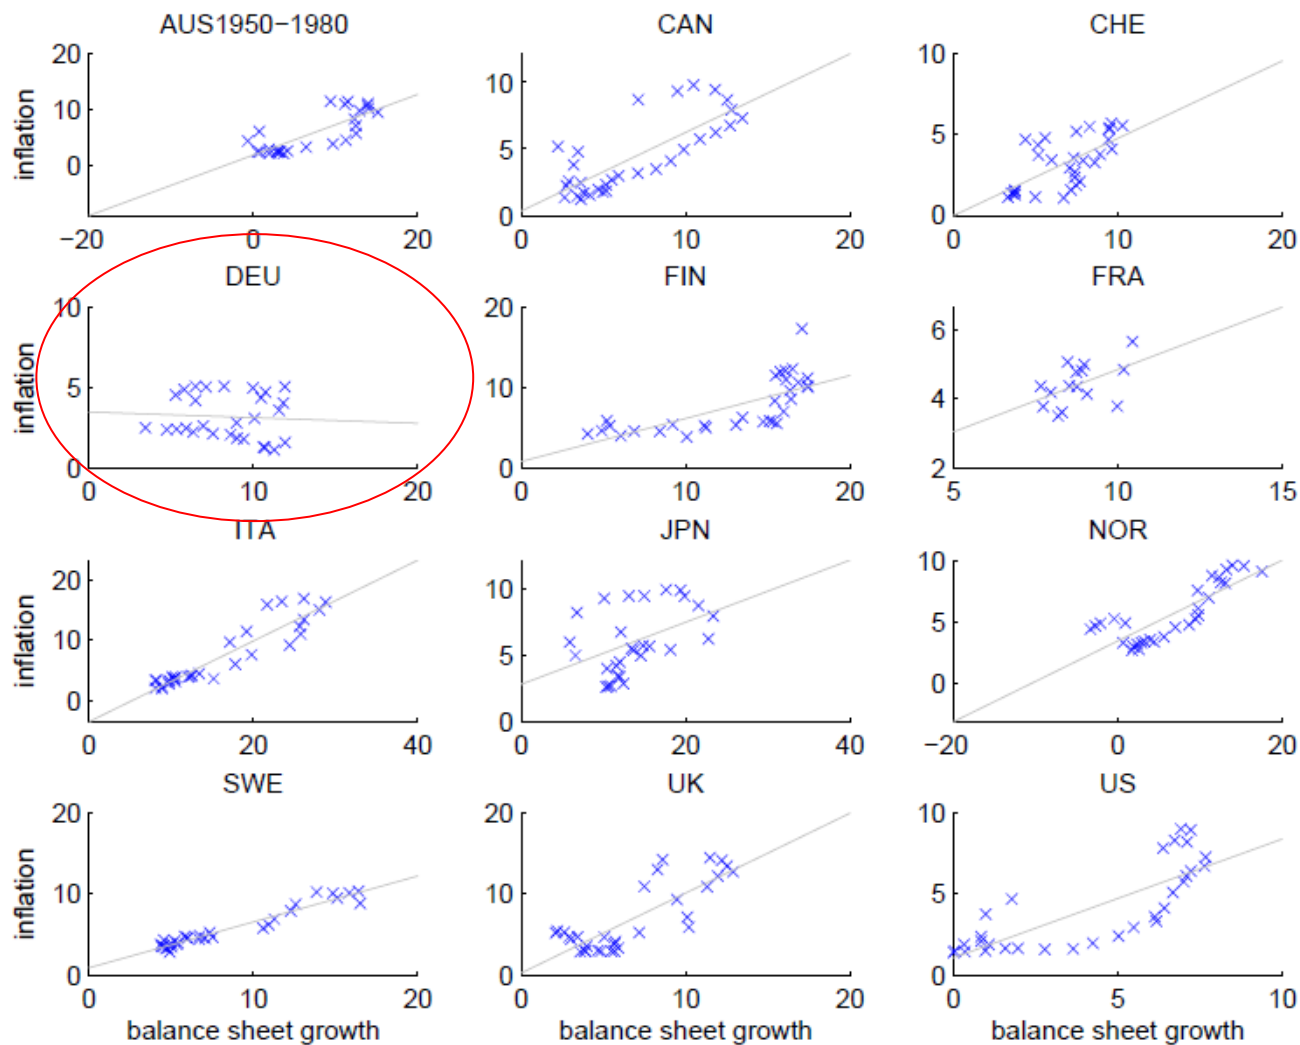 AUS1950−1980 CAN CHE
20 10 0 inflation −20 0 20
10 5 0 0 10 20
10 5 0 0 10 20
DEU FIN FRA
10 5 0 inflation 0 10 20
20 10 0 0 10 20
6 4 2 5 10 15
ITA JPN NOR
20 10 0 inflation 0 20 40
10 5 0 0 20 40
10 5 0 −20 0 20
SWE UK US
20 10 0 inflation 0 10 20
20 10 0 0 10 20
10 5 0 0 5 10
balance sheet growth balance sheet growth balance sheet growth